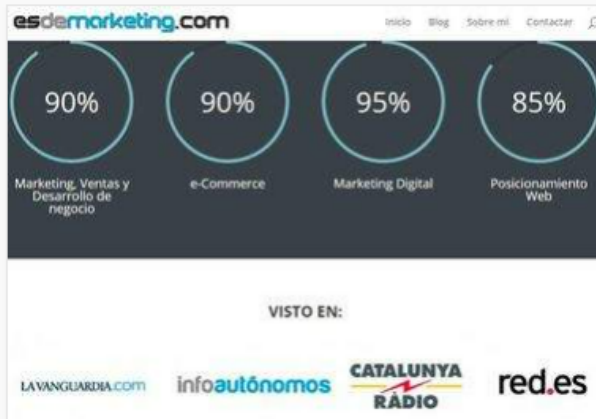 esdemarketing.com
Inicio Blog Sobre mí Contactar
90% 90% 95% 85%
Marketing, Ventas y
Desarrollo de
negocio
e-Commerce
Marketing Digital
Posicionamiento
Web
VISTO EN:
LAVANGUARDIA.com
infoautónomos
CATALUNYA
RÀDIO
red.es